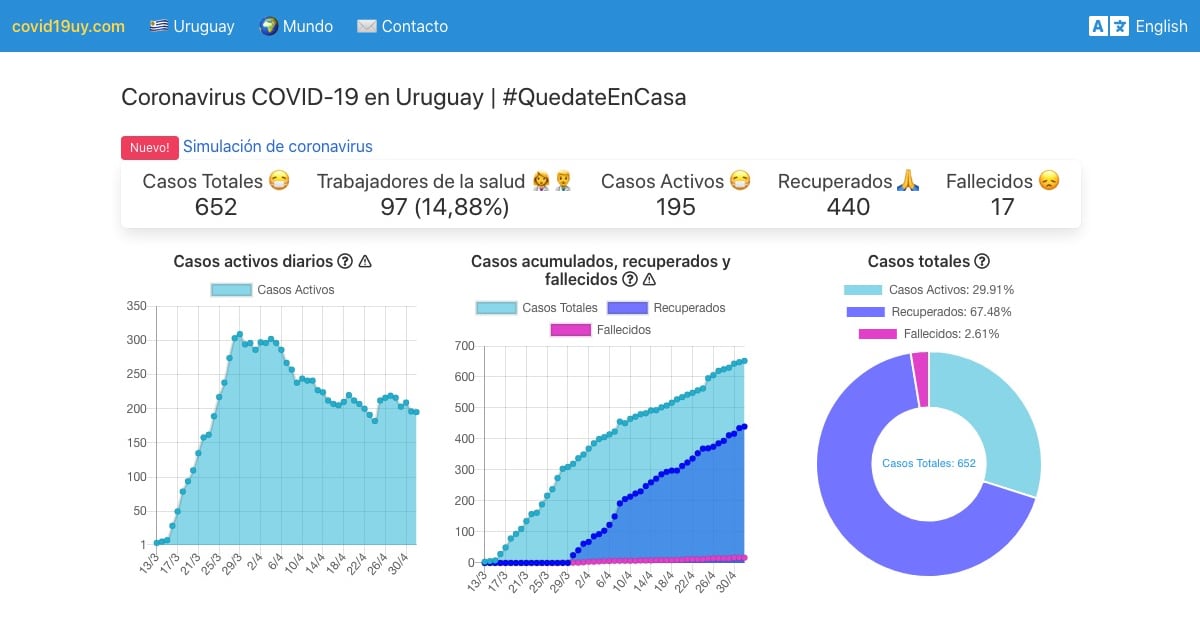 covid19uy.com Uruguay Mundo Contacto English
Coronavirus COVID-19 en Uruguay | #QuedateEnCasa
Nuevo! Simulación de coronavirus
Casos Totales Trabajadores de la salud Casos Activos Recuperados Fallecidos
652 97 (14,88%) 195 440 17
Casos activos diarios
Casos Activos
350
300
250
200
150
100
50
1
13/3 17/3 21/3 25/3 29/3 2/4 6/4 10/4 14/4 18/4 22/4 26/4 30/4
Casos acumulados, recuperados y
fallecidos
Casos Totales Recuperados
Fallecidos
700
600
500
400
300
200
100
0
13/3 17/3 21/3 25/3 29/3 2/4 6/4 10/4 14/4 18/4 22/4 26/4 30/4
Casos totales
Casos Activos: 29.91%
Recuperados: 67.48%
Fallecidos: 2.61%
Casos Totales: 652